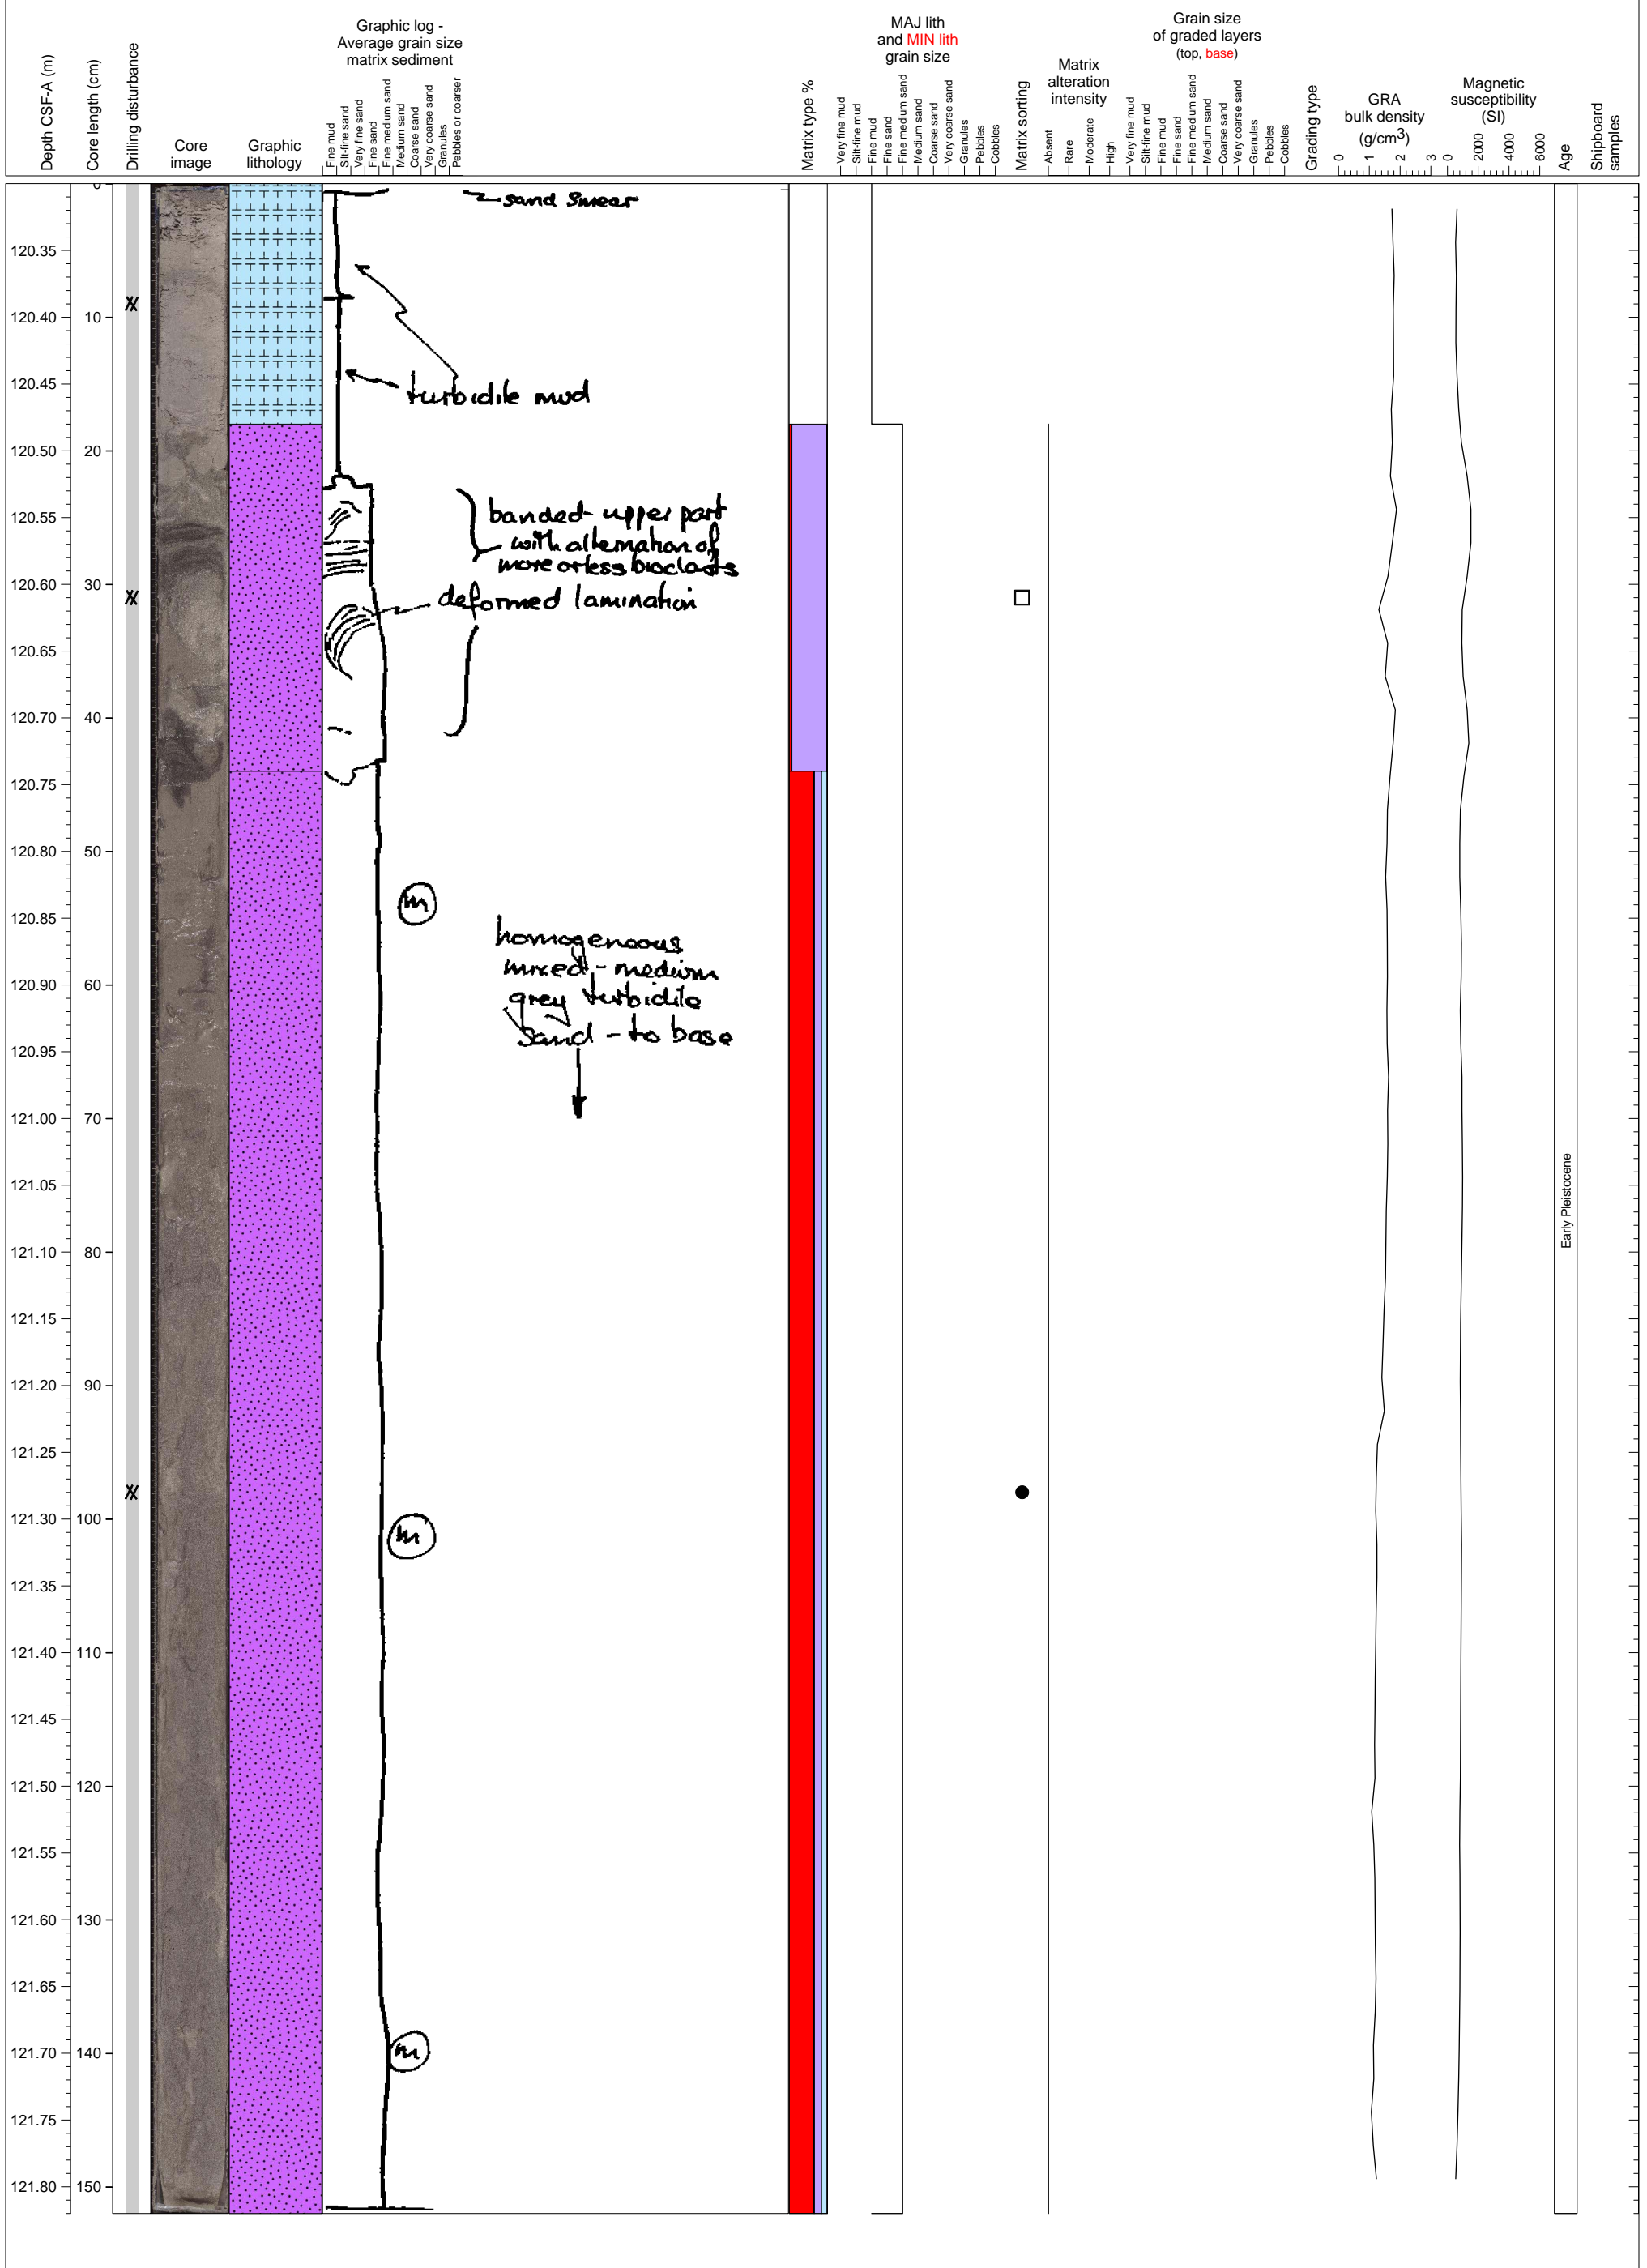 Depth CSF-A (m)
Core length (cm)
Drilling disturbance
Core
image
Graphic
lithology
Graphic log -
Average grain size
matrix sediment
Fine mud
Silt-fine sand
Very fine sand
Fine sand
Fine medium sand
Medium sand
Coarse sand
Very coarse sand
Granules
Pebbles or coarser
Matrix type %
MAJ lith
and MIN lith
grain size
Very fine mud
Silt-fine mud
Fine mud
Fine sand
Fine medium sand
Medium sand
Coarse sand
Very coarse sand
Granules
Pebbles
Cobbles
Matrix sorting
Matrix
alteration
intensity
Absent
Rare
Moderate
High
Grain size
of graded layers
(top, base)
Very fine mud
Silt-fine mud
Fine mud
Fine sand
Fine medium sand
Medium sand
Coarse sand
Very coarse sand
Granules
Pebbles
Cobbles
Grading type
GRA
bulk density
(g/cm3)
0 1 2 3
Magnetic
susceptibility
(SI)
0 2000 4000 6000
Age
Shipboard
samples
0
sand smear
120.35
120.40 10
120.45
turbidite mud
120.50 20
120.55
banded-upper part
with alternation of
more or less bioclasts
120.60 30
deformed lamination
120.65
120.70 40
120.75
120.80 50
120.85
m
homogeneous
mixed-medium
120.90 60
grey turbidite
sand - to base
120.95
121.00 70
121.05
Early Pleistocene
121.10 80
121.15
121.20 90
121.25
121.30 100
m
121.35
121.40 110
121.45
121.50 120
121.55
121.60 130
121.65
121.70 140
m
121.75
121.80 150